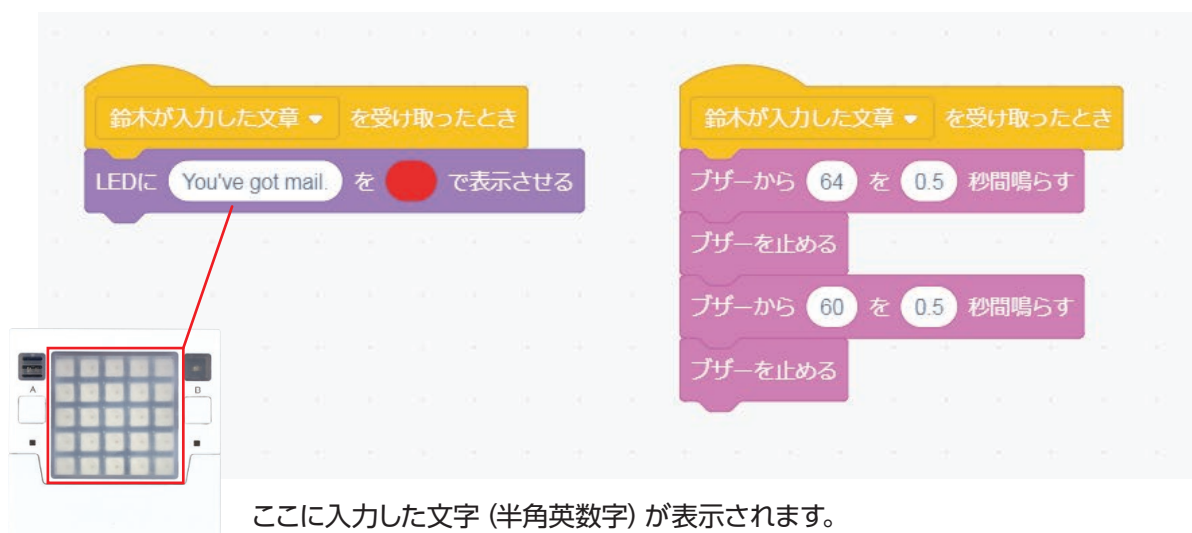 鈴木が入力した文章 を受け取ったとき
LEDに You've got mail. を で表示させる
鈴木が入力した文章 を受け取ったとき
ブザーから 64 を 0.5 秒間鳴らす
ブザーを止める
ブザーから 60 を 0.5 秒間鳴らす
ブザーを止める
A
B
ここに入力した文字 (半角英数字) が表示されます。